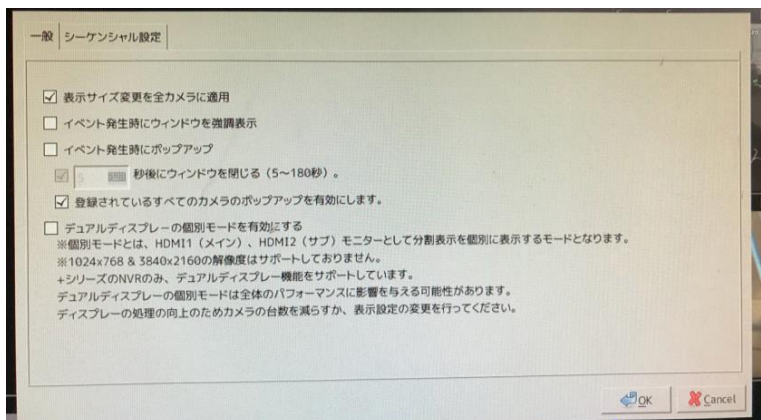 一般 シーケンシャル設定
表示サイズ変更を全カメラに適用
イベント発生時にウィンドウを強調表示
イベント発生時にポップアップ
5 秒後にウィンドウを閉じる（5～180秒）。
登録されているすべてのカメラのポップアップを有効にします。
デュアルディスプレーの個別モードを有効にする
※個別モードとは、HDMI1（メイン）、HDMI2（サブ）モニターとして分割表示を個別に表示するモードとなります。
※1024x768 & 3840x2160の解像度はサポートしておりません。
+シリーズのNVRのみ、デュアルディスプレー機能をサポートしています。
デュアルディスプレーの個別モードは全体のパフォーマンスに影響を与える可能性があります。
ディスプレーの処理の向上のためカメラの台数を減らすか、表示設定の変更を行ってください。
OK Cancel